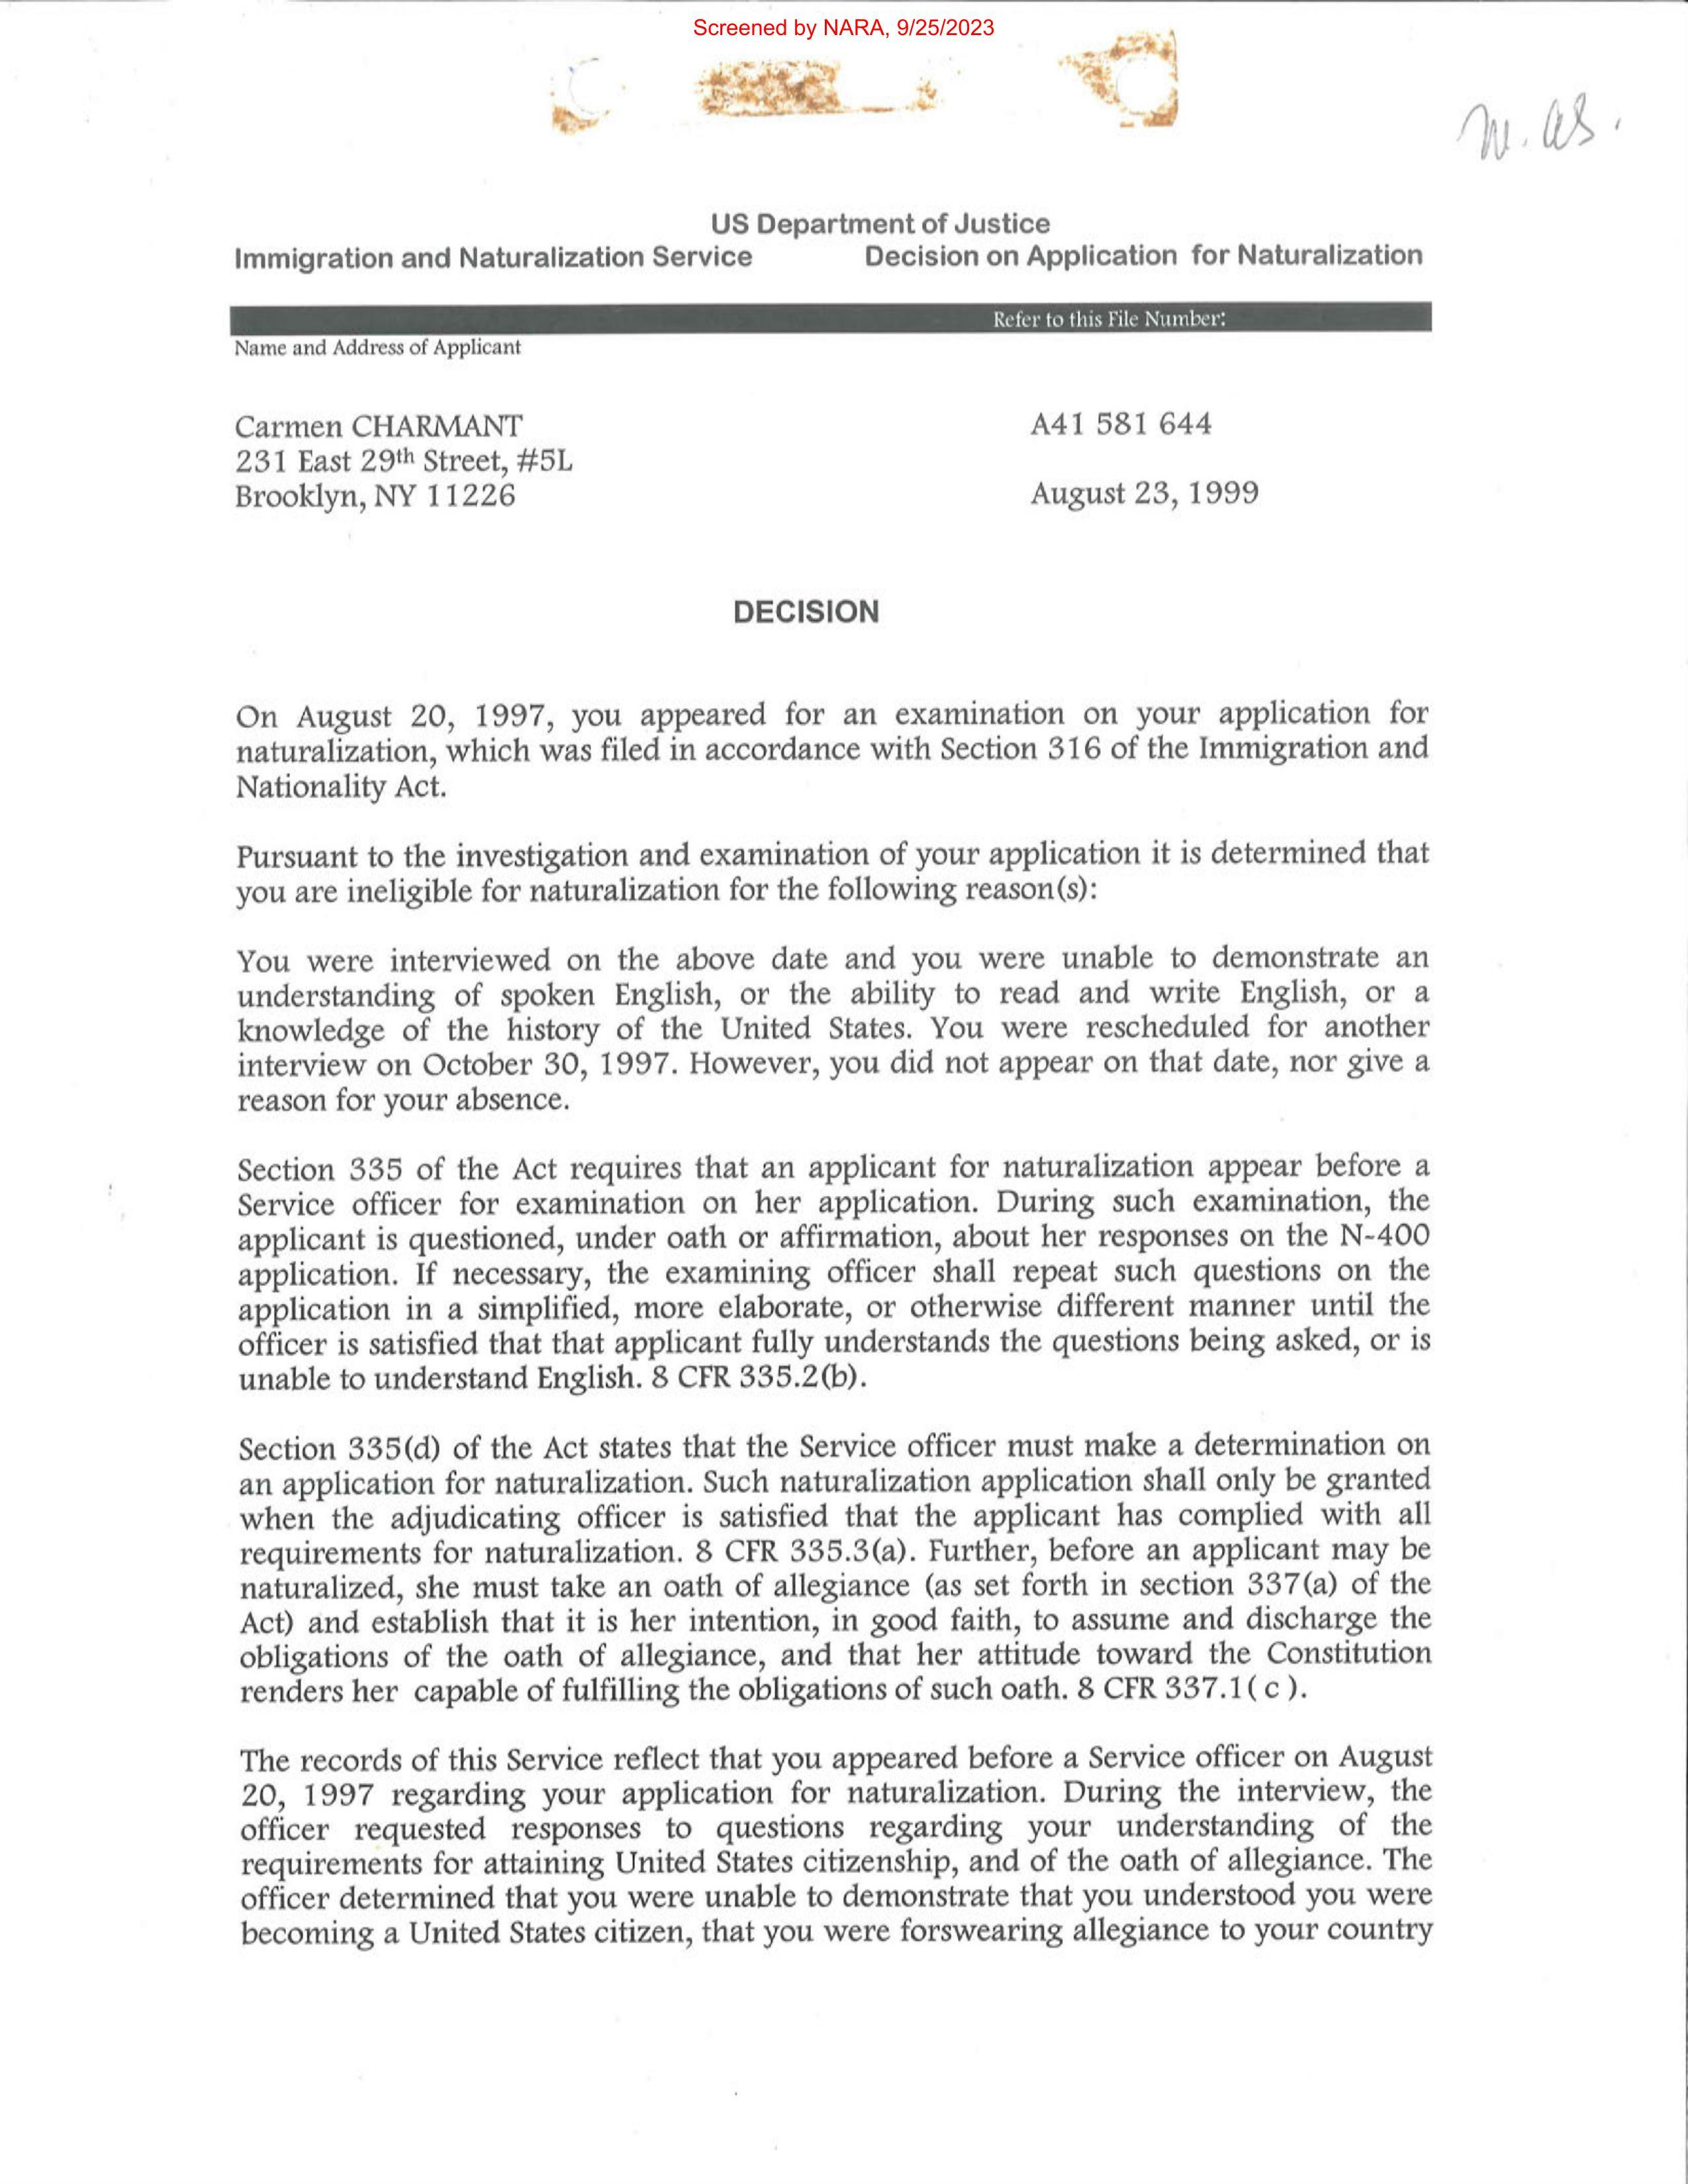 Screened by NARA, 9/25/2023
US Department of Justice
Immigration and Naturalization Service Decision on Application for Naturalization
Refer to this File Number:
Name and Address of Applicant
Carmen CHARMANT A41 581 644
231 East 29th Street, #5L
Brooklyn, NY 11226 August 23, 1999
DECISION
On August 20, 1997, you appeared for an examination on your application for
naturalization, which was filed in accordance with Section 316 of the Immigration and
Nationality Act.
Pursuant to the investigation and examination of your application it is determined that
you are ineligible for naturalization for the following reason(s):
You were interviewed on the above date and you were unable to demonstrate an
understanding of spoken English, or the ability to read and write English, or a
knowledge of the history of the United States. You were rescheduled for another
interview on October 30, 1997. However, you did not appear on that date, nor give a
reason for your absence.
Section 335 of the Act requires that an applicant for naturalization appear before a
Service officer for examination on her application. During such examination, the
applicant is questioned, under oath or affirmation, about her responses on the N-400
application. If necessary, the examining officer shall repeat such questions on the
application in a simplified, more elaborate, or otherwise different manner until the
officer is satisfied that that applicant fully understands the questions being asked, or is
unable to understand English. 8 CFR 335.2(b).
Section 335(d) of the Act states that the Service officer must make a determination on
an application for naturalization. Such naturalization application shall only be granted
when the adjudicating officer is satisfied that the applicant has complied with all
requirements for naturalization. 8 CFR 335.3(a). Further, before an applicant may be
naturalized, she must take an oath of allegiance (as set forth in section 337(a) of the
Act) and establish that it is her intention, in good faith, to assume and discharge the
obligations of the oath of allegiance, and that her attitude toward the Constitution
renders her capable of fulfilling the obligations of such oath. 8 CFR 337.1( c ).
The records of this Service reflect that you appeared before a Service officer on August
20, 1997 regarding your application for naturalization. During the interview, the
officer requested responses to questions regarding your understanding of the
requirements for attaining United States citizenship, and of the oath of allegiance. The
officer determined that you were unable to demonstrate that you understood you were
becoming a United States citizen, that you were forswearing allegiance to your country